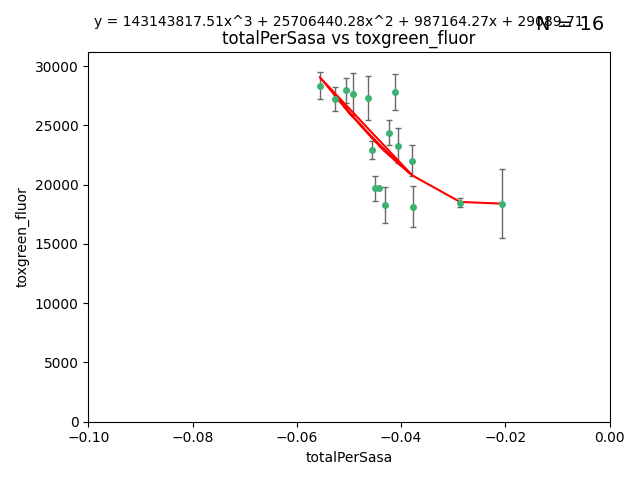 y = 143143817.51x^3 + 25706440.28x^2 + 987164.27x + 29089.71
N = 16
totalPerSasa vs toxgreen_fluor
30000
25000
20000
15000
10000
5000
0
toxgreen_fluor
−0.10 −0.08 −0.06 −0.04 −0.02 0.00
totalPerSasa